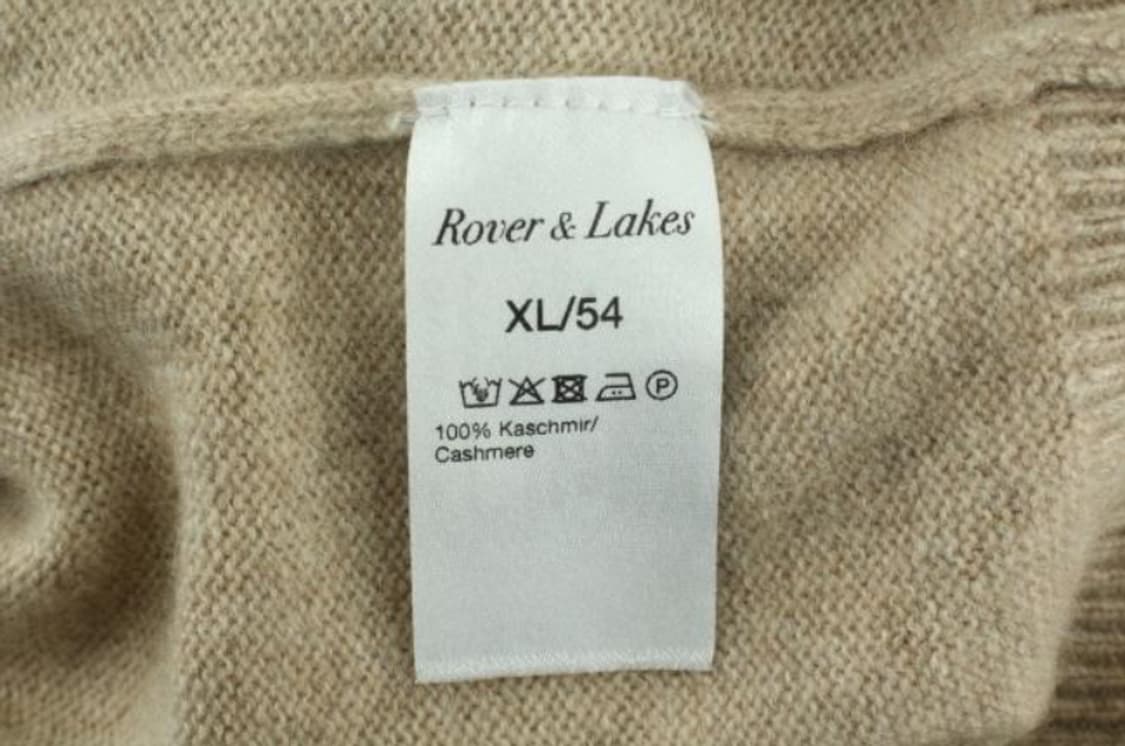 Rover & Lakes
XL/54
P
100% Kaschmir/
Cashmere